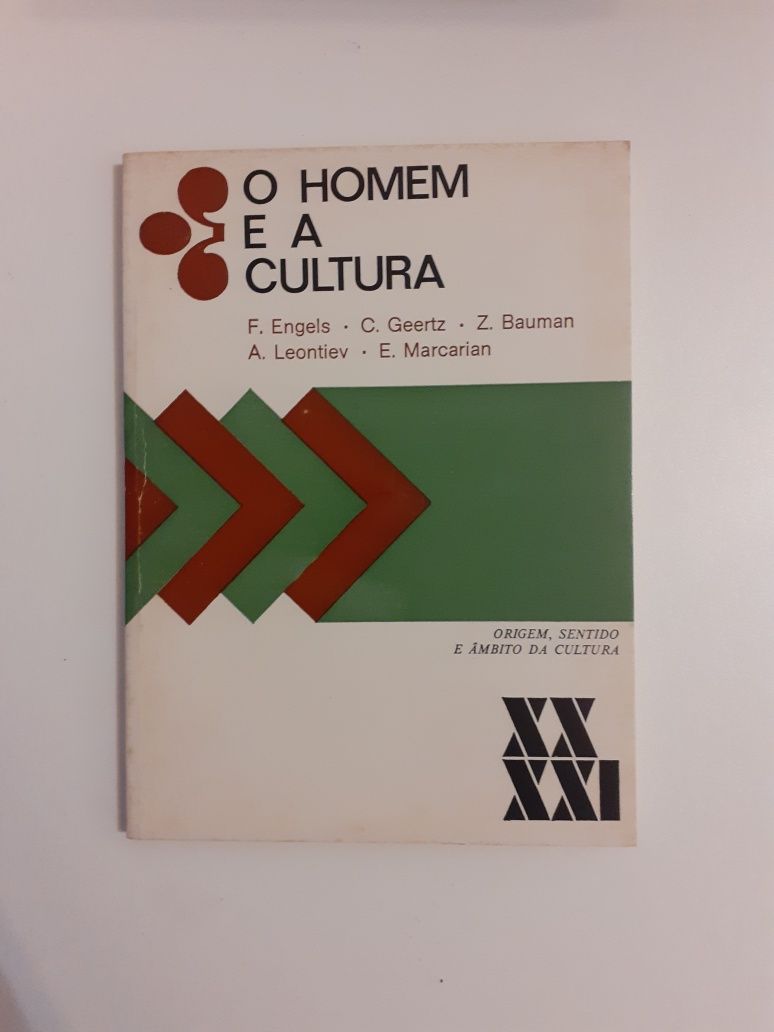 O HOMEM
E A
CULTURA
F. Engels · C. Geertz · Z. Bauman
A. Leontiev · E. Marcarian
ORIGEM, SENTIDO
E ÂMBITO DA CULTURA
XX
XXI